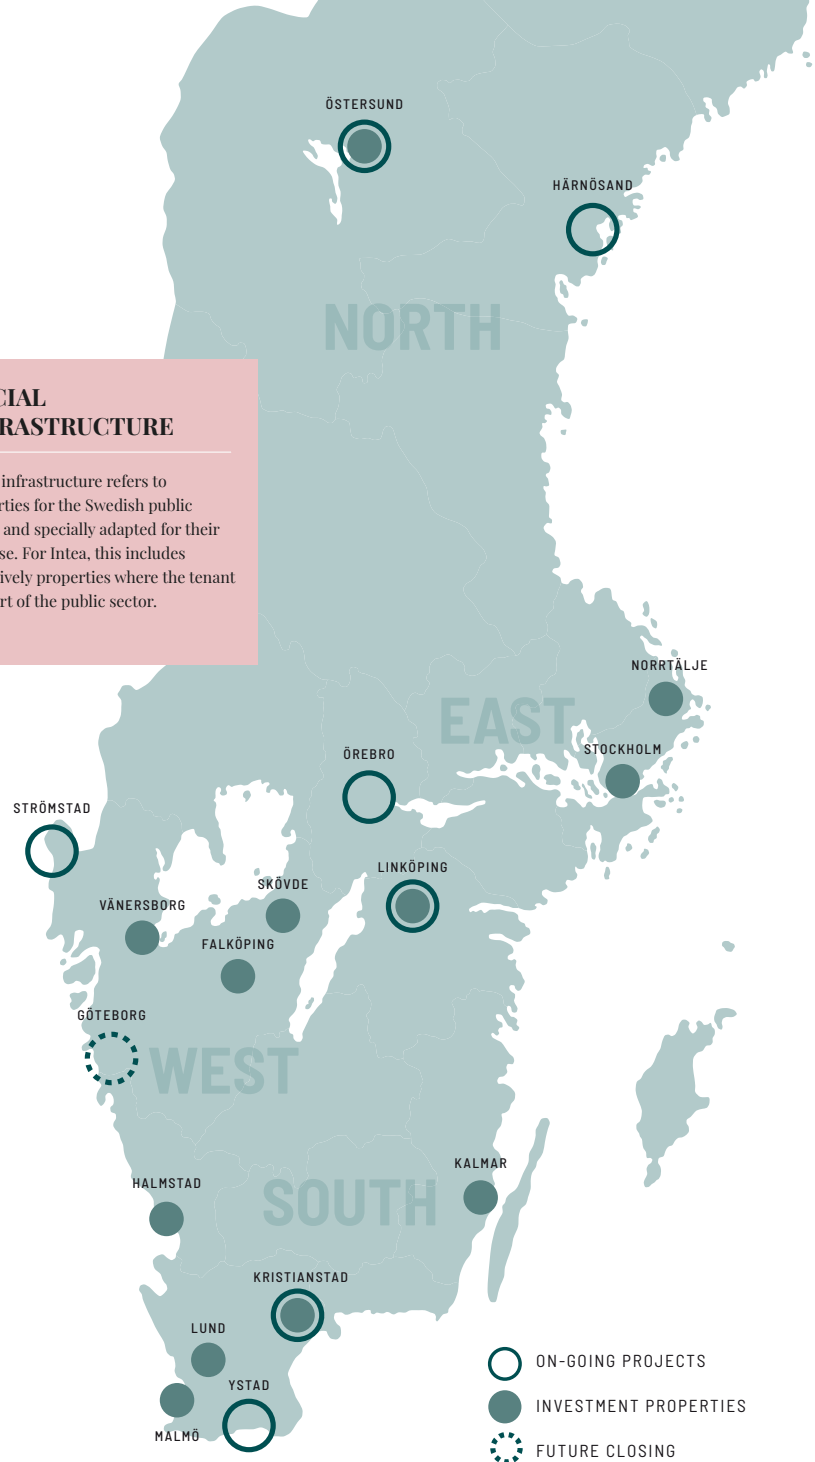 ÖSTERSUND
HÄRNÖSAND
NORTH
CIAL
RASTRUCTURE
infrastructure refers to
rties for the Swedish public
and specially adapted for their
se. For Intea, this includes
ively properties where the tenant
rt of the public sector.
NORRTÄLJE
EAST
STOCKHOLM
ÖREBRO
STRÖMSTAD
LINKÖPING
SKÖVDE
VÄNERSBORG
FALKÖPING
GÖTEBORG
WEST
KALMAR
HALMSTAD
SOUTH
KRISTIANSTAD
LUND
YSTAD
MALMÖ
ON-GOING PROJECTS
INVESTMENT PROPERTIES
FUTURE CLOSING